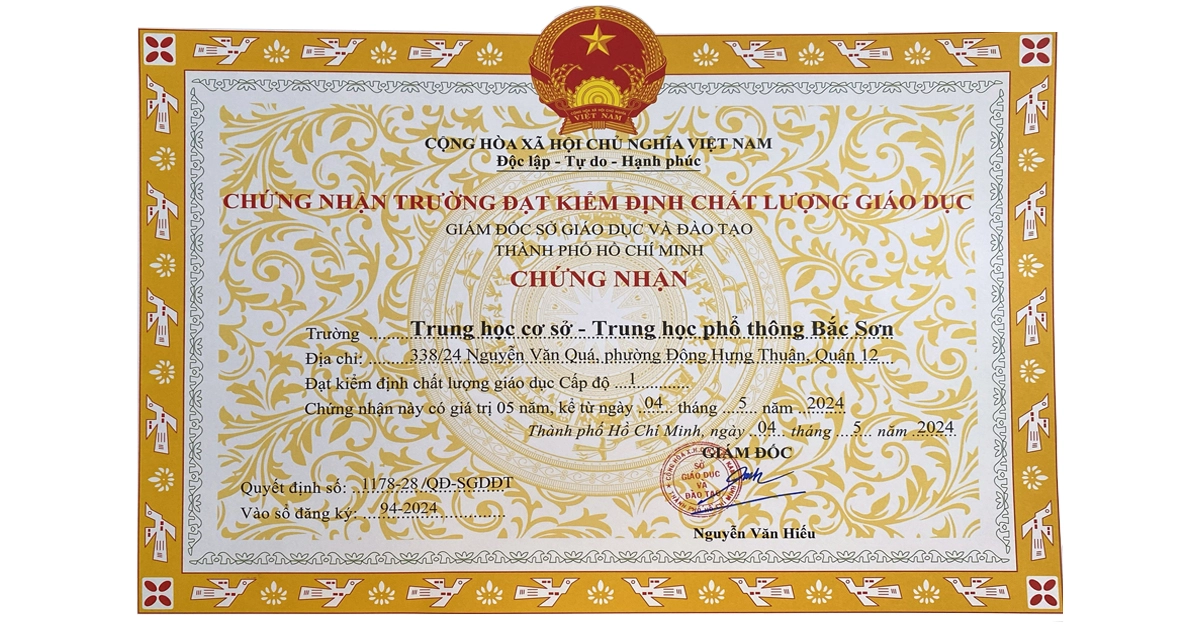 VIỆT NAM
CỘNG HÒA XÃ HỘI CHỦ NGHĨA VIỆT NAM
Độc lập - Tự do - Hạnh phúc
CHỨNG NHẬN TRƯỜNG ĐẠT KIỂM ĐỊNH CHẤT LƯỢNG GIÁO DỤC
GIÁM ĐỐC SỞ GIÁO DỤC VÀ ĐÀO TẠO
THÀNH PHỐ HỒ CHÍ MINH
CHỨNG NHẬN
Trường ...... Trung học cơ sở - Trung học phổ thông Bắc Sơn
Địa chỉ: ........338/24 Nguyễn Văn Quá, phường Đông Hưng Thuận, Quận 12...
Đạt kiểm định chất lượng giáo dục Cấp độ ...1............
Chứng nhận này có giá trị 05 năm, kể từ ngày ..04.. tháng ...5... năm ..2024
Thành phố Hồ Chí Minh, ngày ..04.. tháng ...5... năm 2024
GIÁM ĐỐC
SỞ
GIÁO DỤC
VÀ
ĐÀO TẠO
Quyết định số: ...1178-28/QĐ-SGDĐT
Vào sổ đăng ký: ....94-2024..............
Nguyễn Văn Hiếu